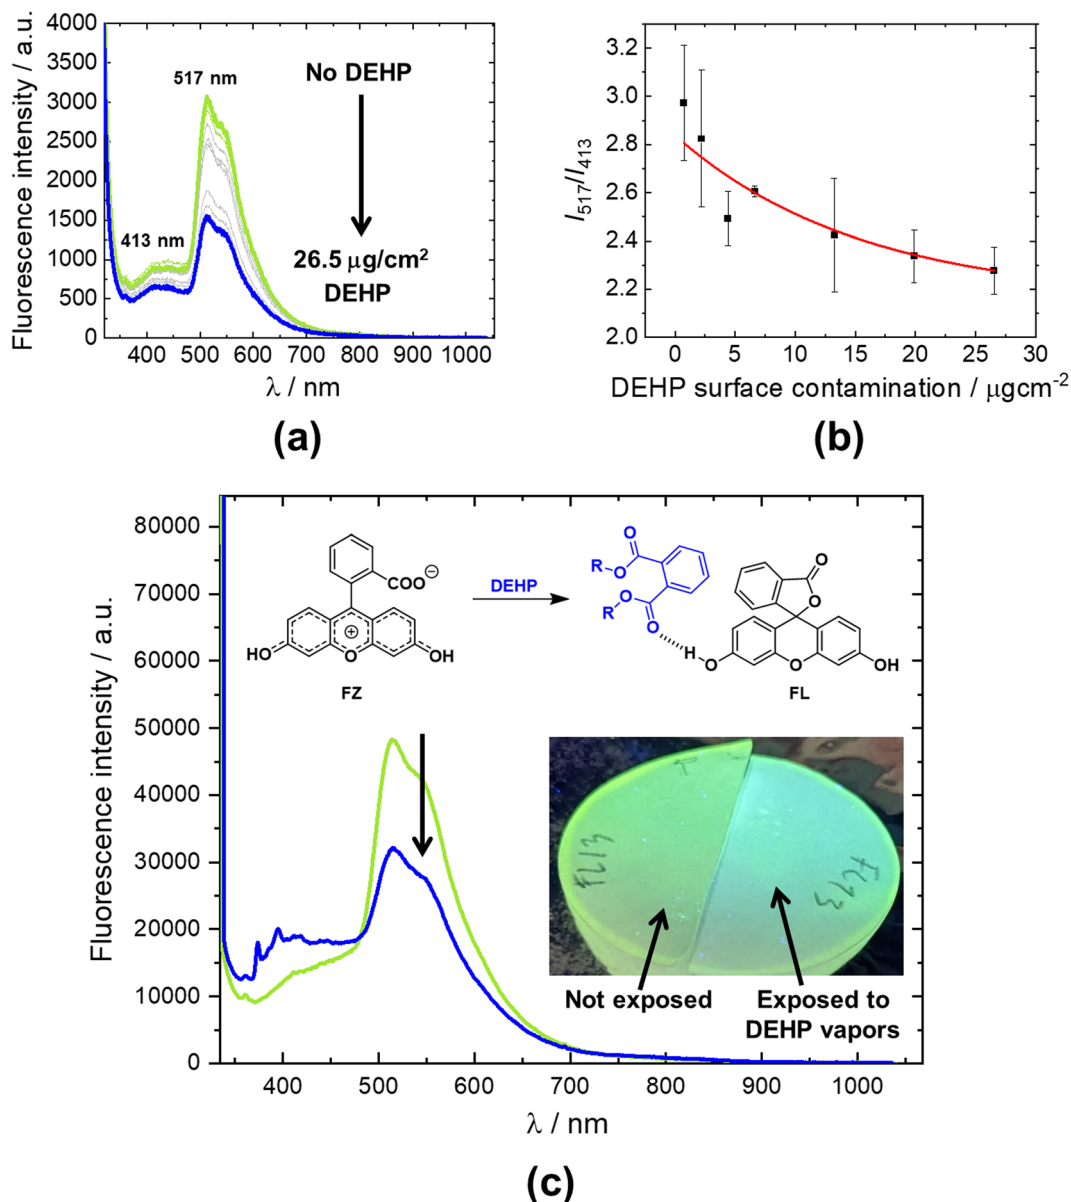 4000
3500
3000
2500
2000
1500
1000
500
0
Fluorescence intensity / a.u.
517 nm
413 nm
No DEHP
26.5 μg/cm²
DEHP
400 500 600 700 800 900 1000
λ / nm
(a)
3.2
3.0
2.8
2.6
2.4
2.2
2.0
I517/I413
0 5 10 15 20 25 30
DEHP surface contamination / μgcm-2
(b)
80000
70000
60000
50000
40000
30000
20000
10000
0
Fluorescence intensity / a.u.
COO ⊖
⊕
HO O OH
FZ
DEHP
O
R O
O
R O
H
O
O
O
O OH
FL
FL13
FL13
Not exposed
Exposed to
DEHP vapors
400 500 600 700 800 900 1000
λ / nm
(c)